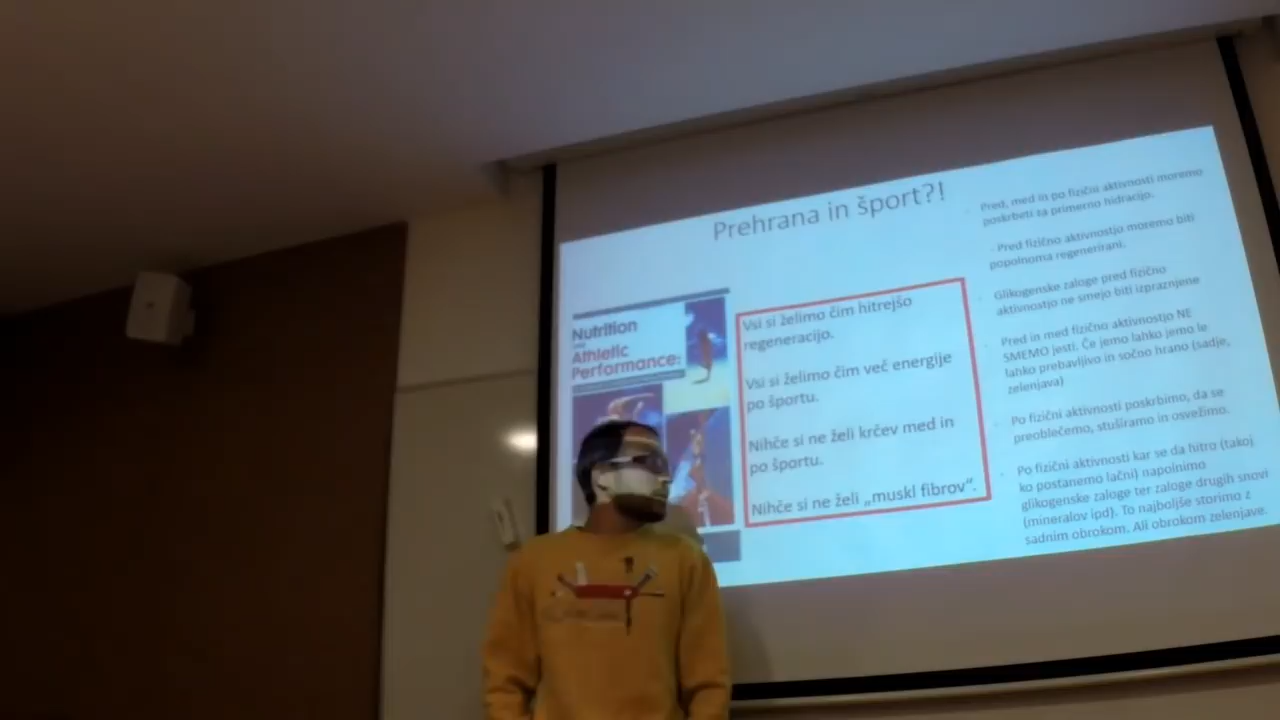 Prehrana in šport?!
Nutrition
and
Athletic
Performance:
Vsi si želimo čim hitrejšo
regeneracijo.
Vsi si želimo čim več energije
po športu.
Nihče si ne želi krčev med in
po športu.
Nihče si ne želi „muskl fibrov“.
Pred, med in po fizični aktivnosti moremo
poskrbeti za primerno hidracijo.
Pred fizično aktivnostjo moremo biti
popolnoma regenerirani.
Glikogenske zaloge pred fizično
aktivnostjo ne smejo biti izpraznjene
Pred in med fizično aktivnostjo NE
SMEMO jesti. Če jemo lahko jemo le
lahko prebavljivo in sočno hrano (sadje,
zelenjava)
Po fizični aktivnosti poskrbimo, da se
preoblečemo, stuširamo in osvežimo.
Po fizični aktivnosti kar se da hitro (takoj
ko postanemo lačni) napolnimo
glikogenske zaloge ter zaloge drugih snovi
(mineralov ipd). To najboljše storimo z
sadnim obrokom. Ali obrokom zelenjave.